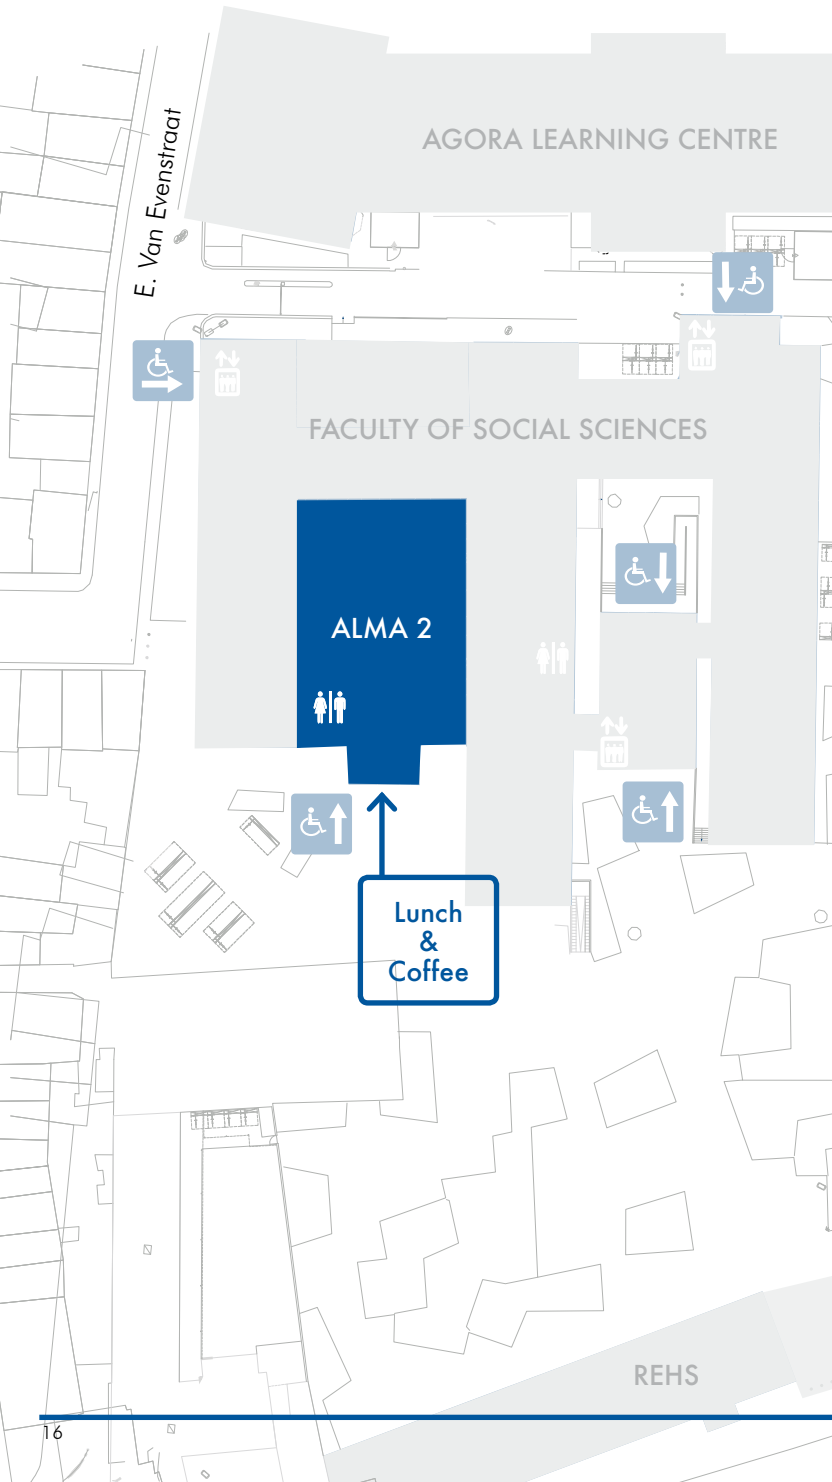 AGORA LEARNING CENTRE
E. Van Evenstraat
FACULTY OF SOCIAL SCIENCES
ALMA 2
Lunch
&
Coffee
REHS
16